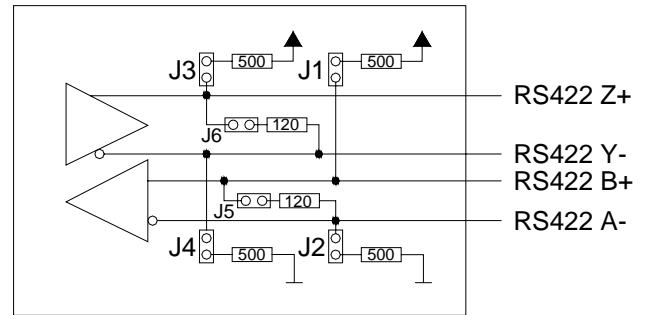 J3 500 J1 500
RS422 Z+
J6 120
RS422 Y-
RS422 B+
J5 120
RS422 A-
J4 500 J2 500